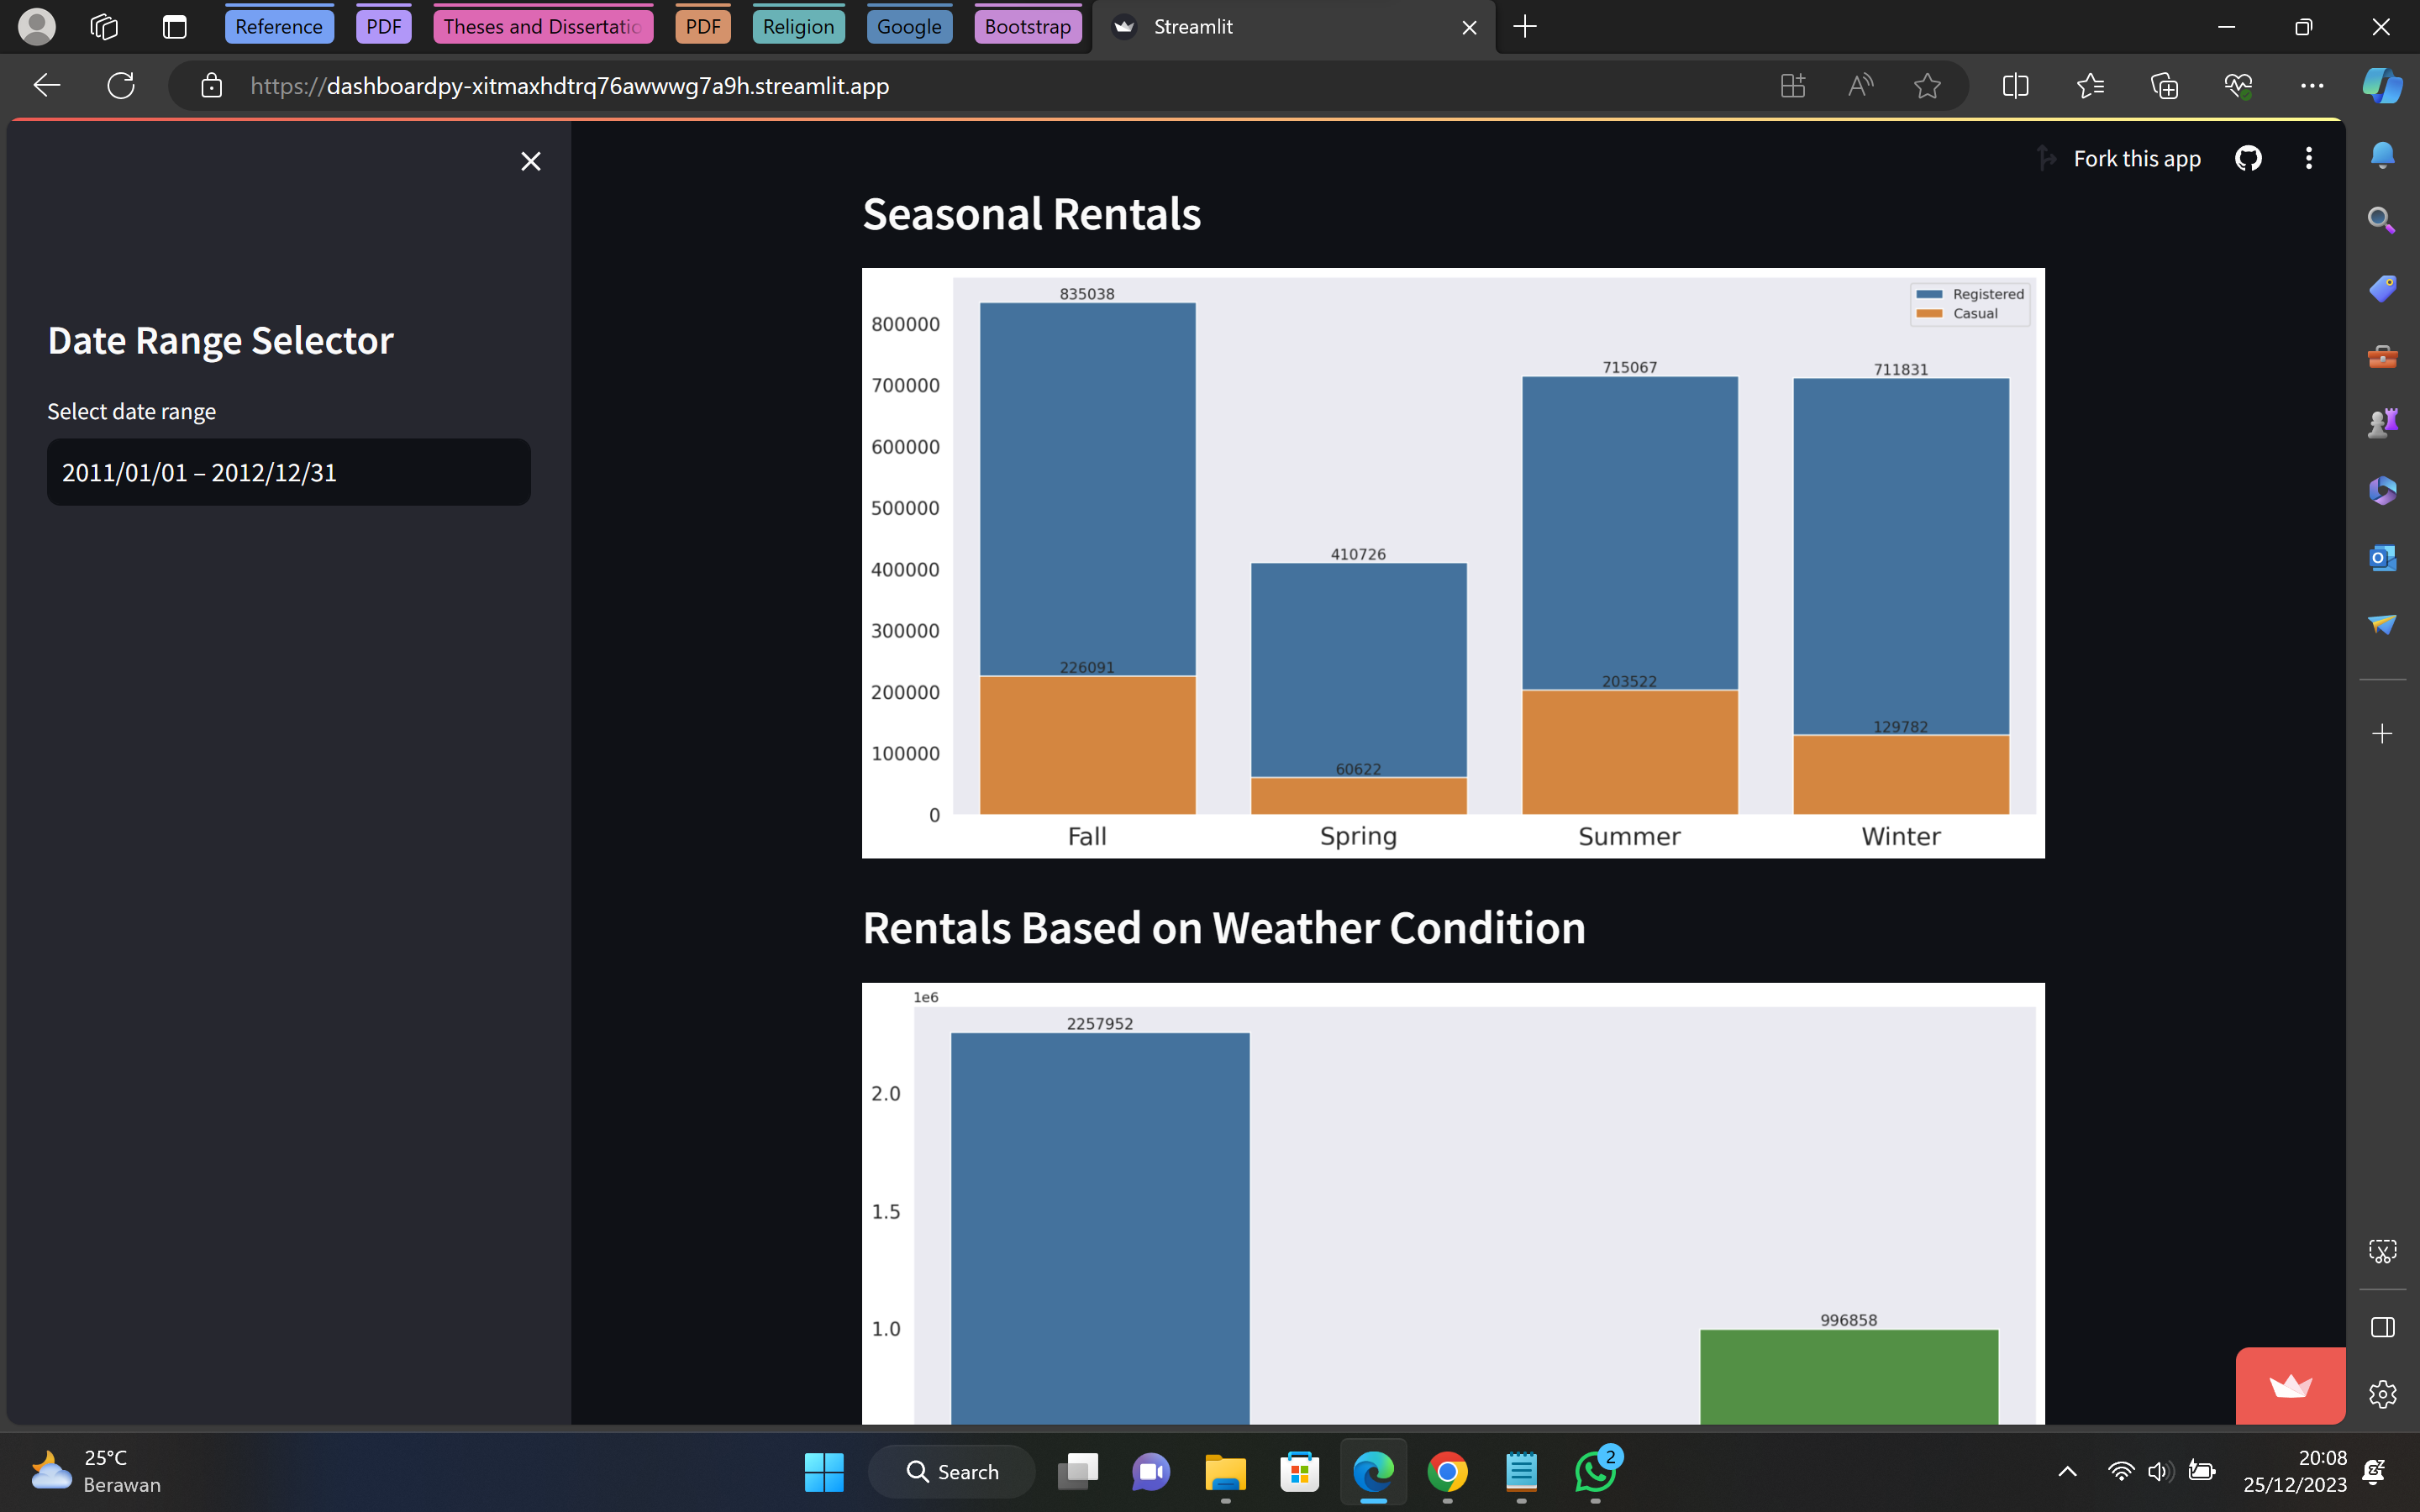 Reference PDF Theses and Dissertatio PDF Religion Google Bootstrap Streamlit
https://dashboardpy-xitmaxhdtrq76awwwg7a9h.streamlit.app
Fork this app
Date Range Selector
Select date range
2011/01/01 – 2012/12/31
Seasonal Rentals
835038
Registered
Casual
800000
715067
711831
700000
600000
500000
410726
400000
300000
226091
203522
200000
129782
100000
60622
0
Fall Spring Summer Winter
Rentals Based on Weather Condition
1e6
2257952
2.0
1.5
996858
1.0
25°C
Berawan
Search
2
20:08
25/12/2023